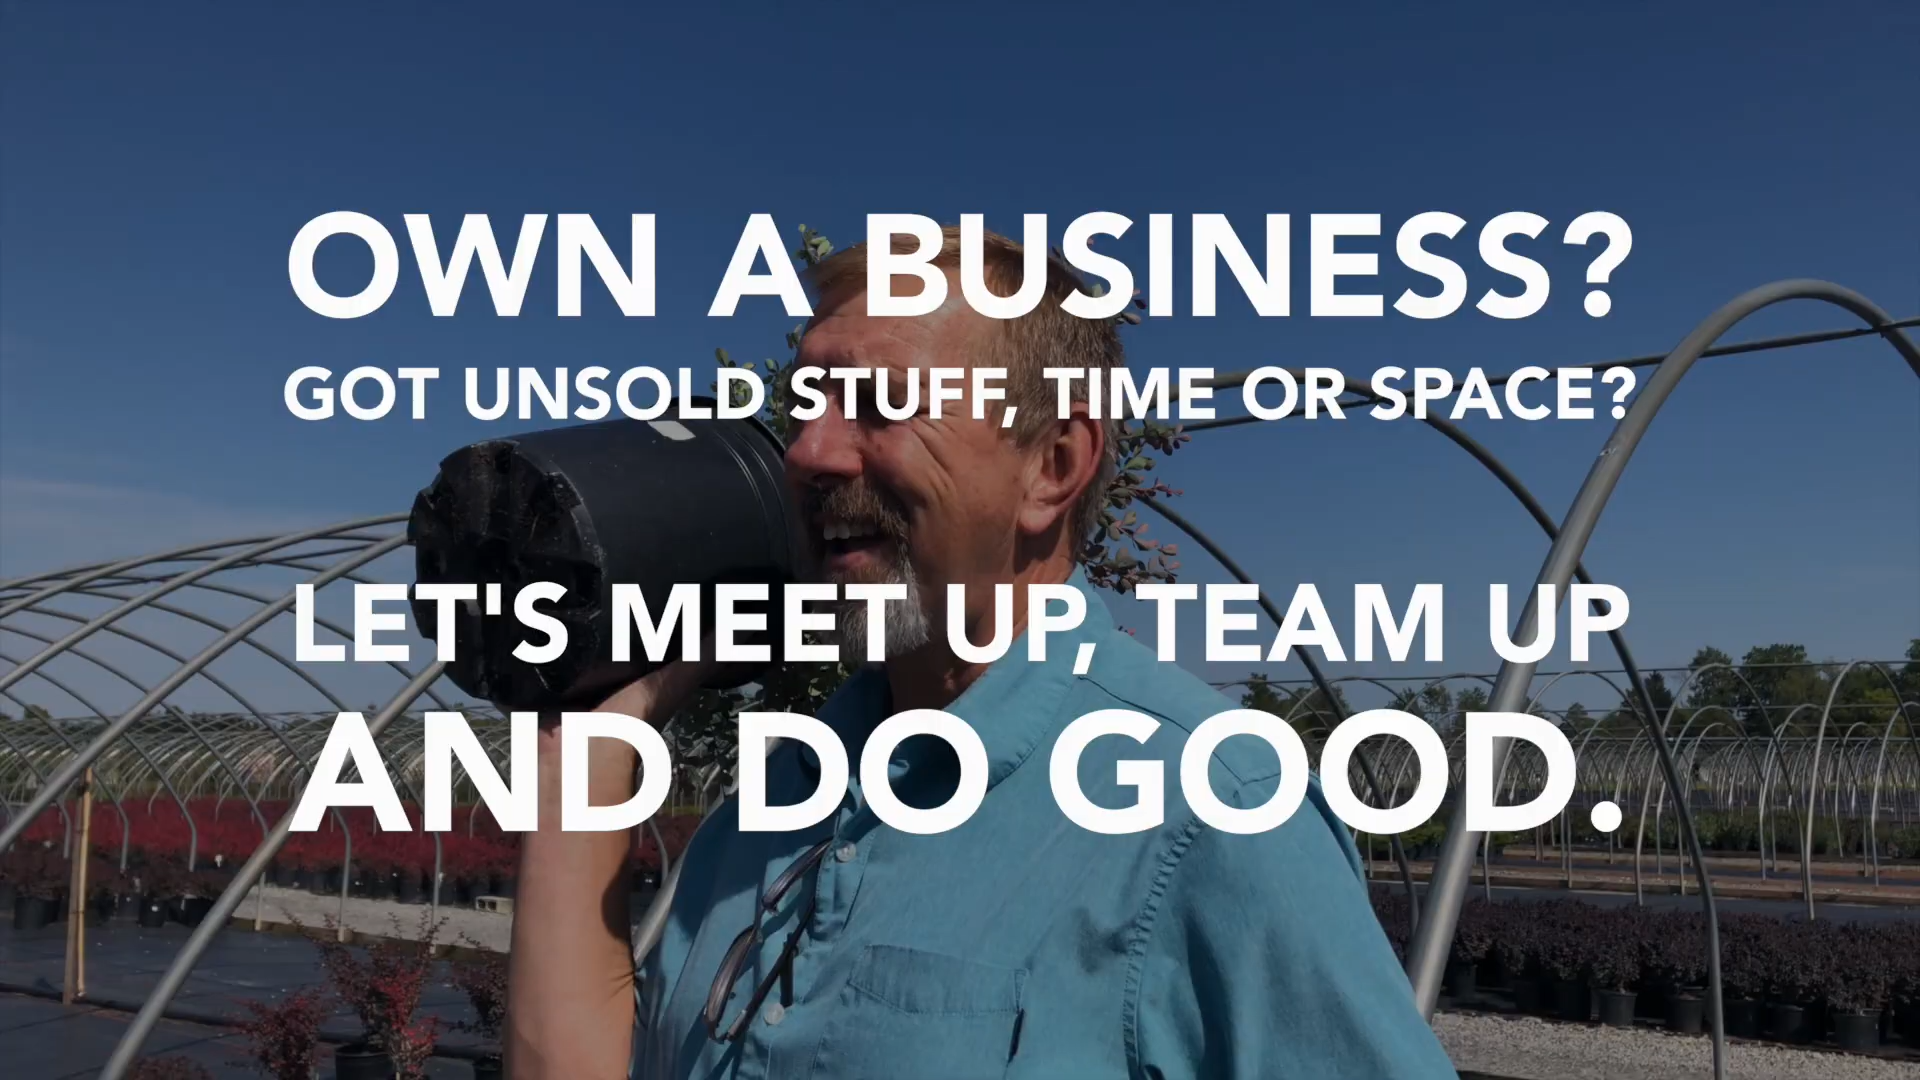 OWN A BUSINESS?
GOT UNSOLD STUFF, TIME OR SPACE?
LET'S MEET UP, TEAM UP
AND DO GOOD.